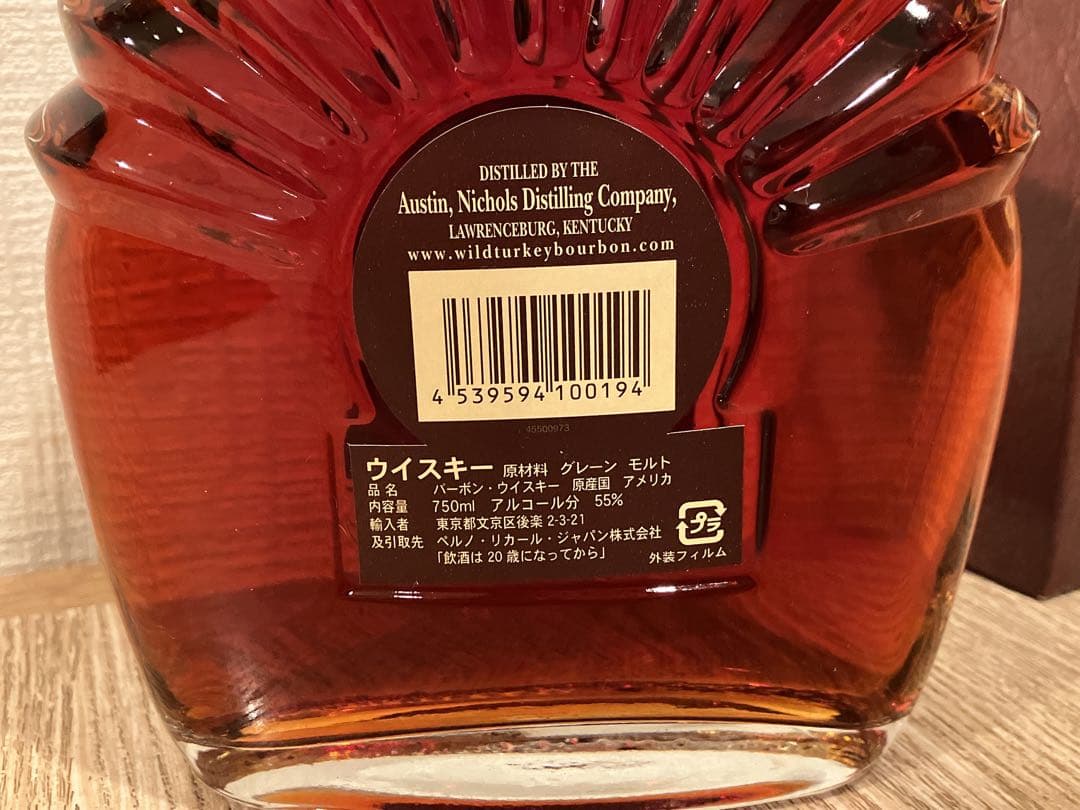 DISTILLED BY THE
Austin, Nichols Distilling Company,
LAWRENCEBURG, KENTUCKY
www.wildturkeybourbon.com
4 539594 100194
45500973
ウイスキー 原材料 グレーン モルト
品名 バーボン・ウイスキー 原産国 アメリカ
内容量 750ml アルコール分 55%
輸入者 東京都文京区後楽 2-3-21
及引取先 ペルノ・リカール・ジャパン株式会社
「飲酒は20歳になってから」
プラ
外装フィルム